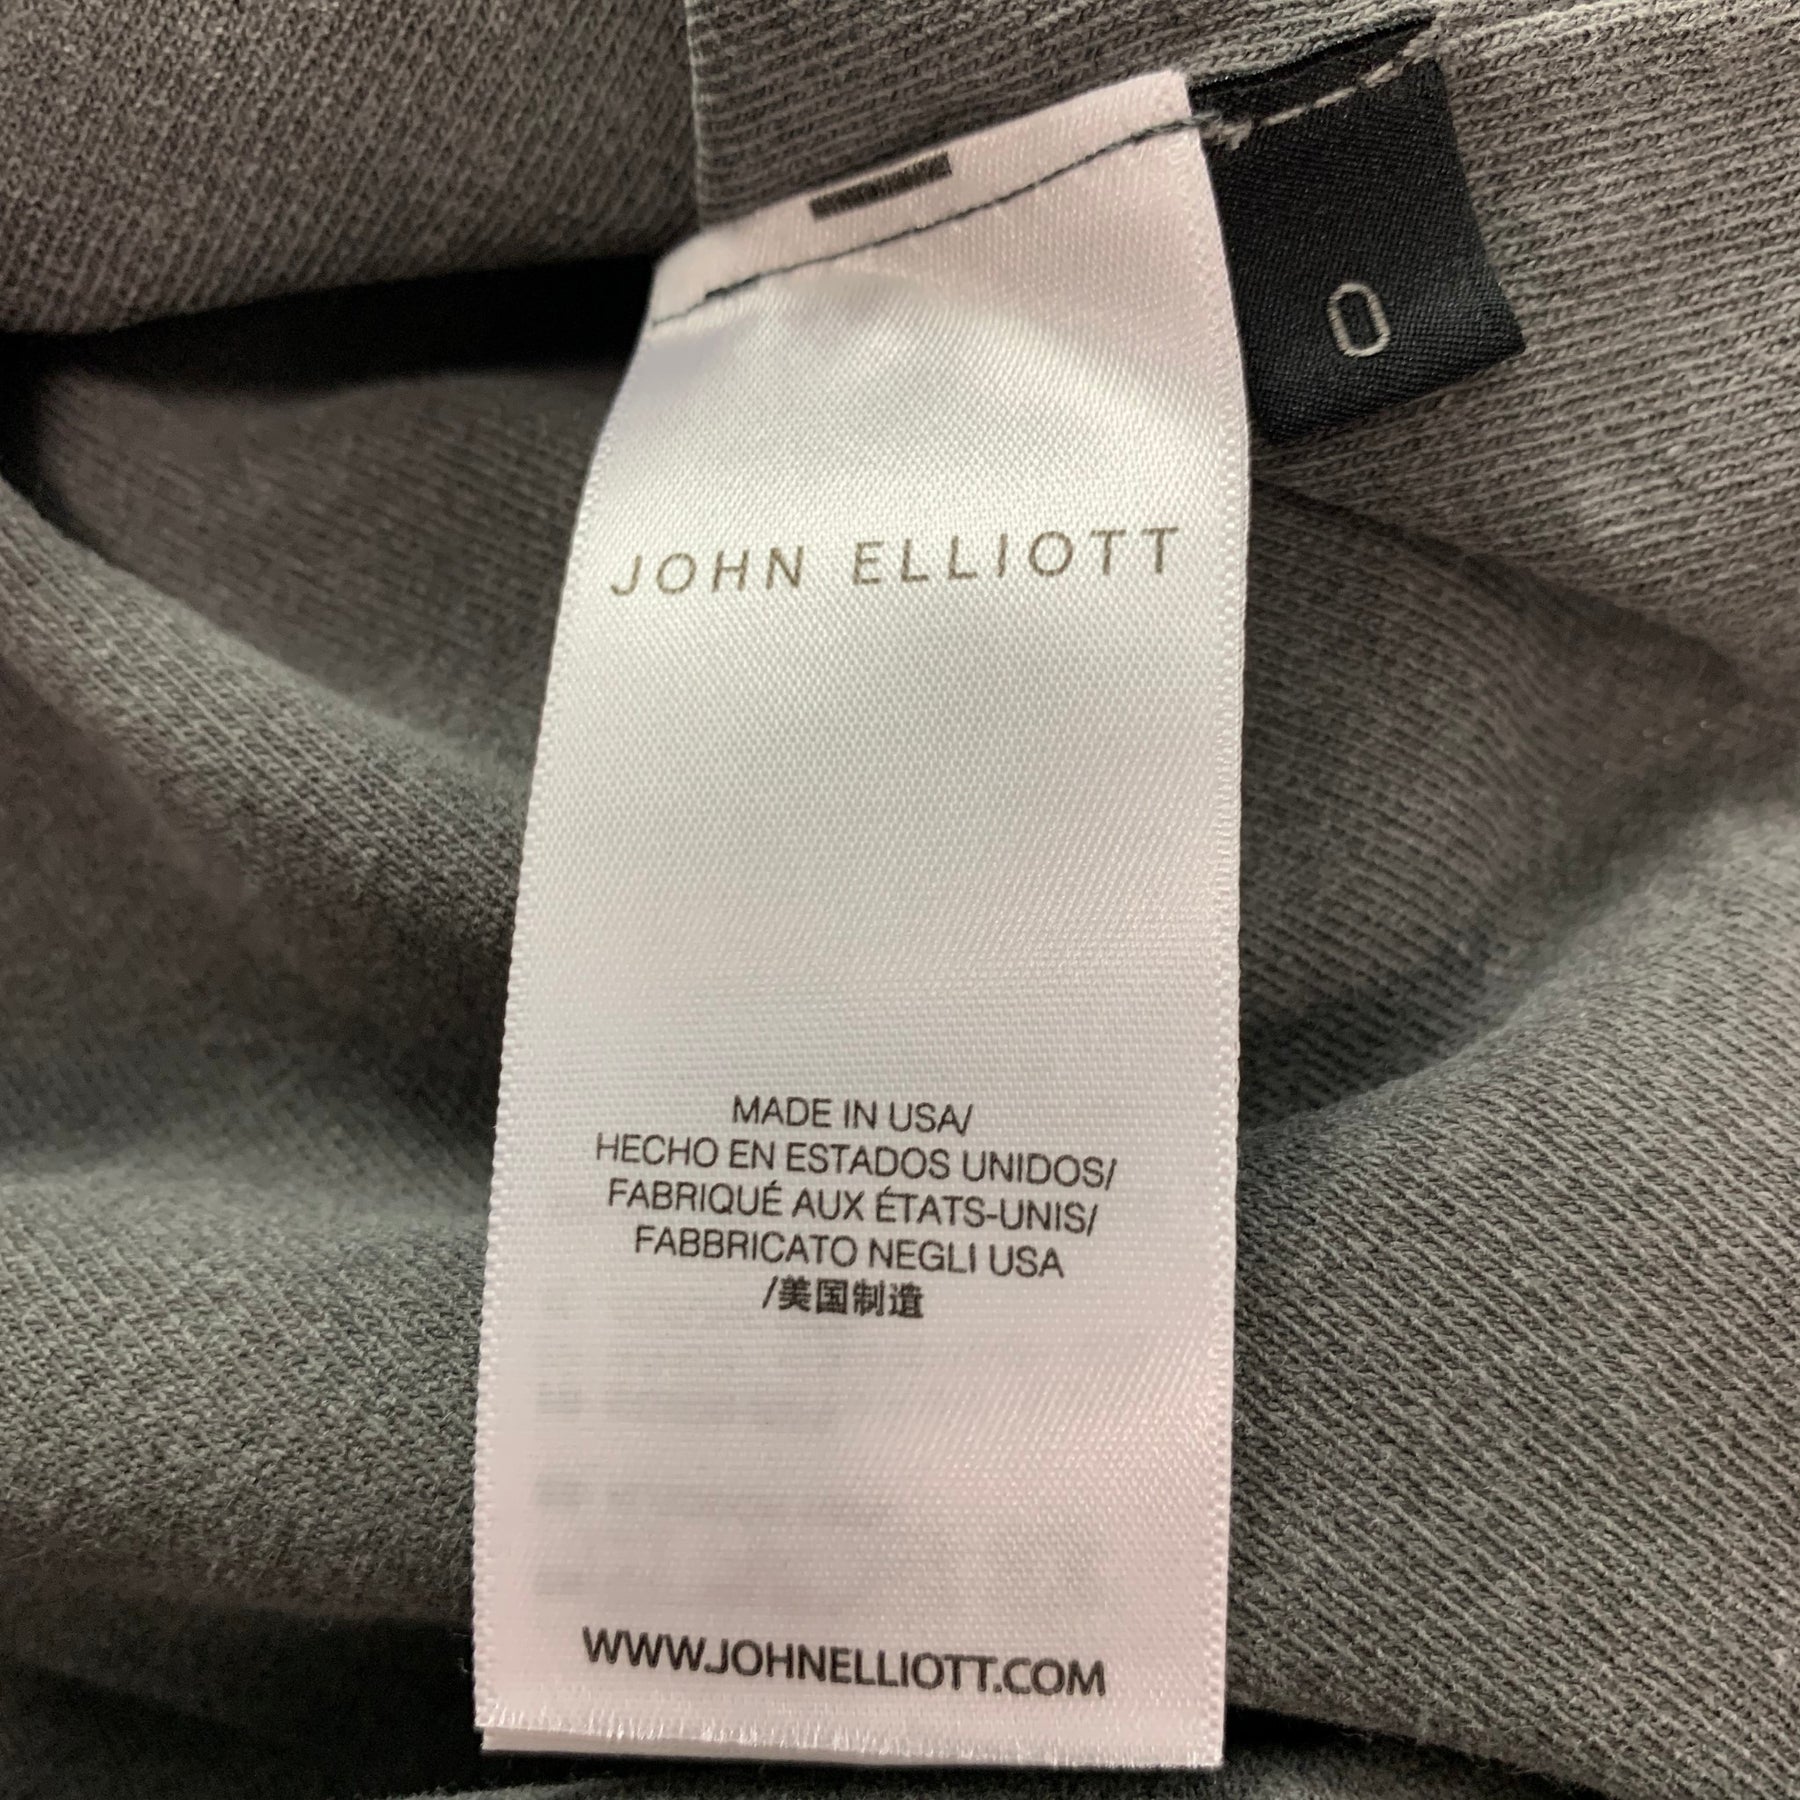 0
JOHN ELLIOTT
MADE IN USA/
HECHO EN ESTADOS UNIDOS/
FABRIQUÉ AUX ÉTATS-UNIS/
FABBRICATO NEGLI USA
/美国制造
WWW.JOHNELLIOTT.COM